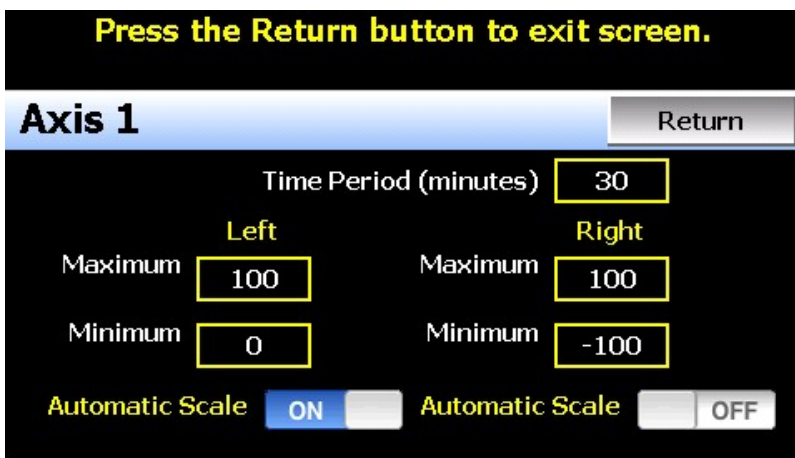 Press the Return button to exit screen.
Axis 1 Return
Time Period (minutes) 30
Left Right
Maximum 100 Maximum 100
Minimum 0 Minimum -100
Automatic Scale ON Automatic Scale OFF